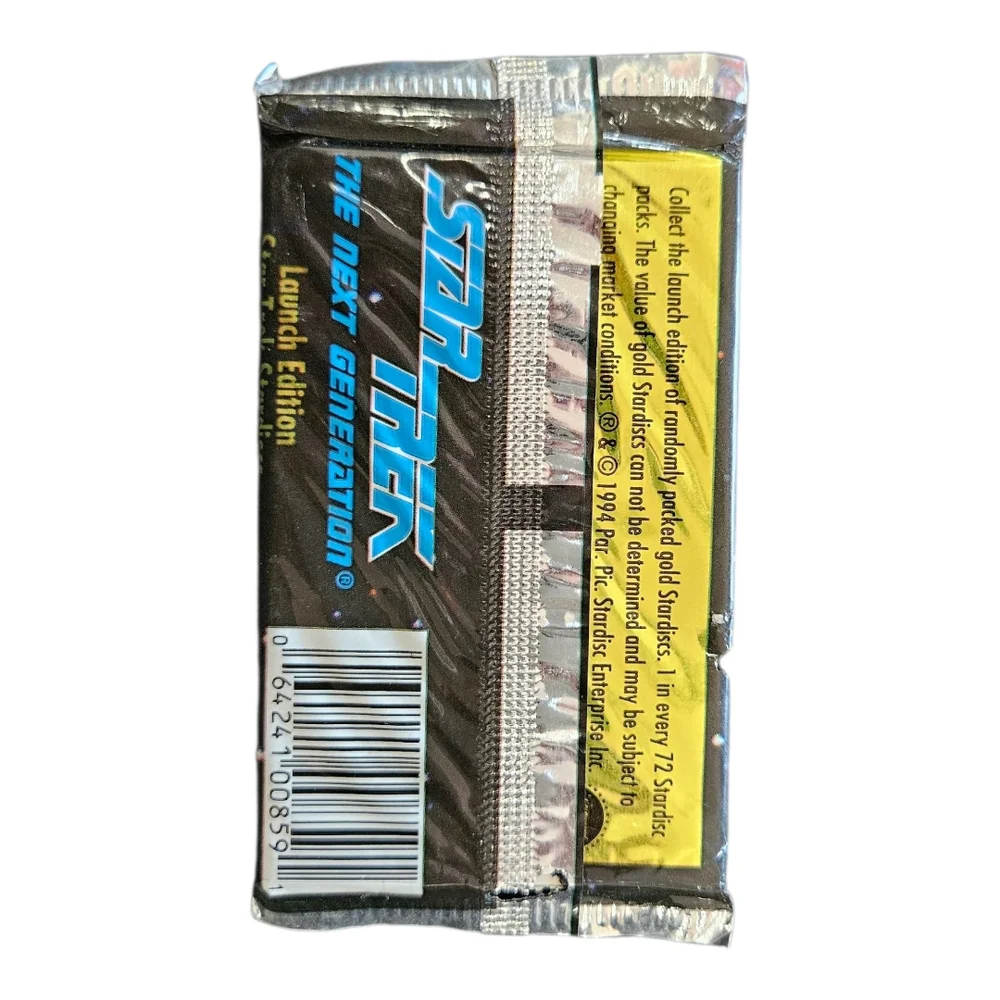 Collect the launch edition of randomly packed gold Stardiscs. 1 in every 72 Stardisc
packs. The value of gold Stardiscs can not be determined and may be subject to
changing market conditions. ® & © 1994 Par. Pic. Stardisc Enterprise Inc.
STAR TREK
THE NEXT GENERATION®
Launch Edition
0 64241 00859 1